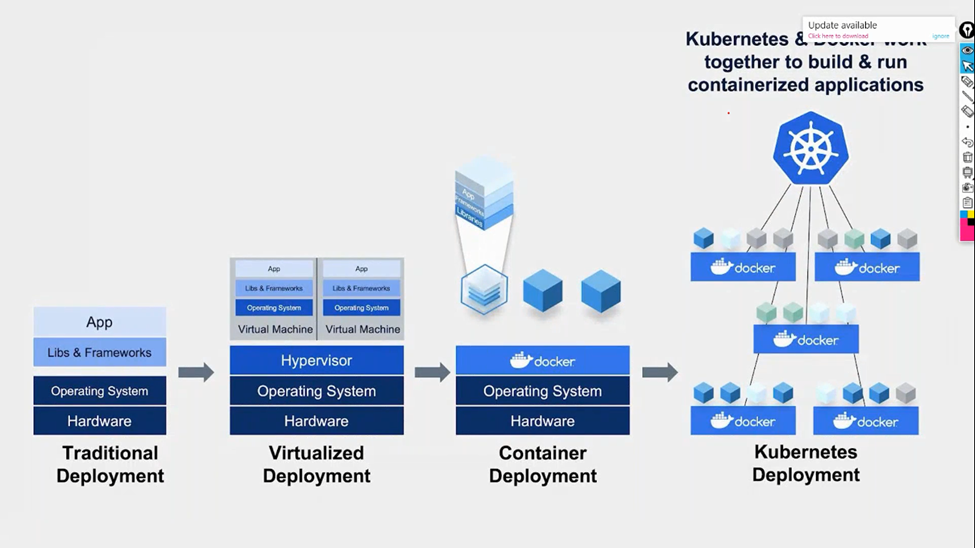 Update available
Click here to download
ignore
Kubernetes & Docker work
together to build & run
containerized applications
App
Frameworks
Libraries
docker
docker
docker
docker
docker
App
Libs & Frameworks
Operating System
Hardware
Traditional
Deployment
App
Libs & Frameworks
Operating System
Virtual Machine
App
Libs & Frameworks
Operating System
Virtual Machine
Hypervisor
Operating System
Hardware
Virtualized
Deployment
docker
Operating System
Hardware
Container
Deployment
Kubernetes
Deployment